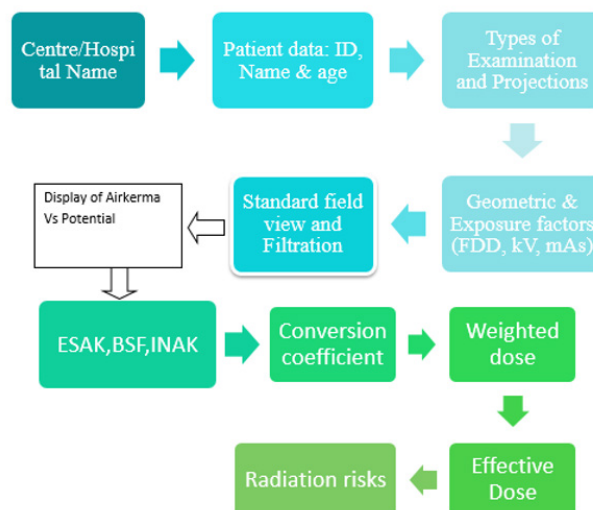 Centre/Hospi
tal Name
Patient data: ID,
Name & age
Types of
Examination
and Projections
Display of Airkerma
Vs Potential
Standard field
view and
Filtration
Geometric &
Exposure factors
(FDD, kV, mAs)
ESAK,BSF,INAK
Conversion
coefficient
Weighted
dose
Radiation risks
Effective
Dose